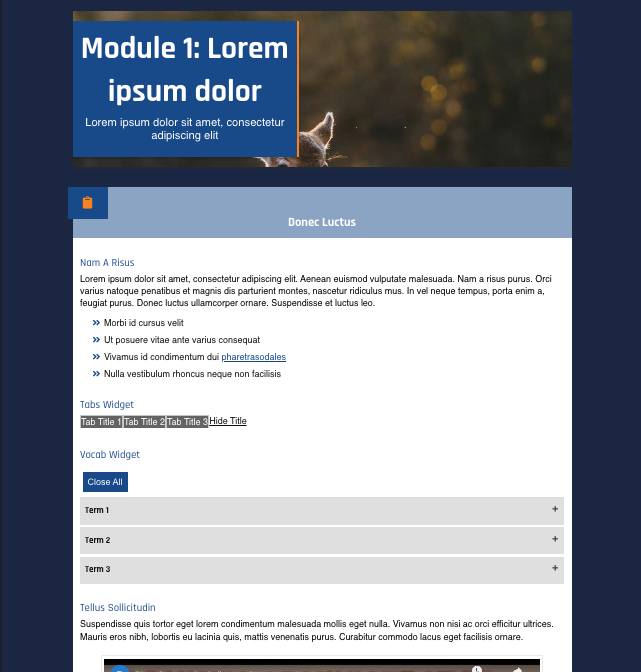 Module 1: Lorem
ipsum dolor
Lorem ipsum dolor sit amet, consectetur
adipiscing elit
Donec Luctus
Nam A Risus
Lorem ipsum dolor sit amet, consectetur adipiscing elit. Aenean euismod vulputate malesuada. Nam a risus purus. Orci
varius natoque penatibus et magnis dis parturient montes, nascetur ridiculus mus. In vel neque tempus, porta enim a,
feugiat purus. Donec luctus ullamcorper ornare. Suspendisse et luctus leo.
Morbi id cursus velit
Ut posuere vitae ante varius consequat
Vivamus id condimentum dui pharetrasodales
Nulla vestibulum rhoncus neque non facilisis
Tabs Widget
Tab Title 1 Tab Title 2 Tab Title 3 Hide Title
Vocab Widget
Close All
Term 1 +
Term 2 +
Term 3 +
Tellus Sollicitudin
Suspendisse quis tortor eget lorem condimentum malesuada mollis eget nulla. Vivamus non nisi ac orci efficitur ultrices.
Mauris eros nibh, lobortis eu lacinia quis, mattis venenatis purus. Curabitur commodo lacus eget facilisis ornare.